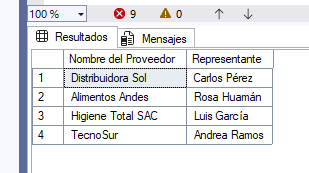 100 % 9 0
Resultados Mensajes
Nombre del Proveedor Representante
1 Distribuidora Sol Carlos Pérez
2 Alimentos Andes Rosa Huamán
3 Higiene Total SAC Luis García
4 TecnoSur Andrea Ramos